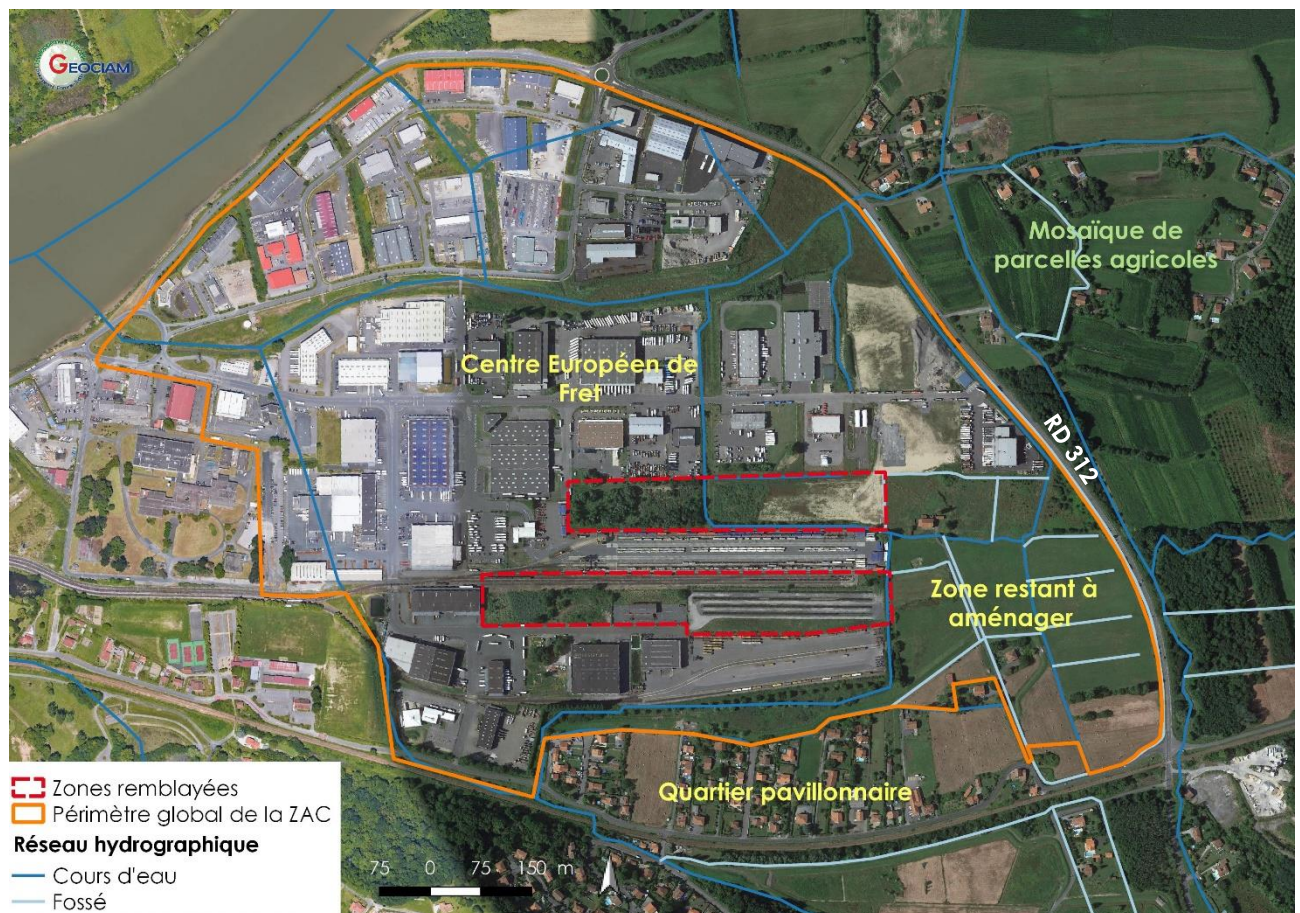 GEOCIAM
Mosaïque de
parcelles agricoles
Centre Européen de
Fret
RD 312
Zone restant à
aménager
Quartier pavillonnaire
Zones remblayées
Périmètre global de la ZAC
Réseau hydrographique
Cours d'eau
Fossé
75 0 75 150 m